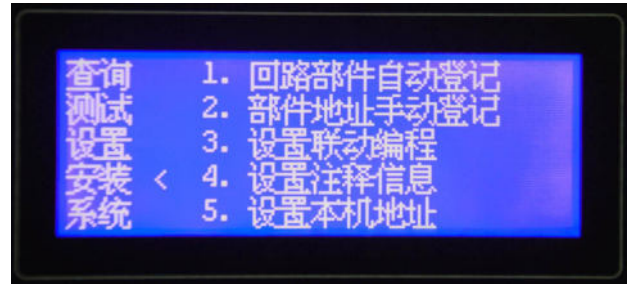 查询 1. 回路部件自动登记
测试 2. 部件地址手动登记
设置 3. 设置联动编程
安装 < 4. 设置注释信息
系统 5. 设置本机地址